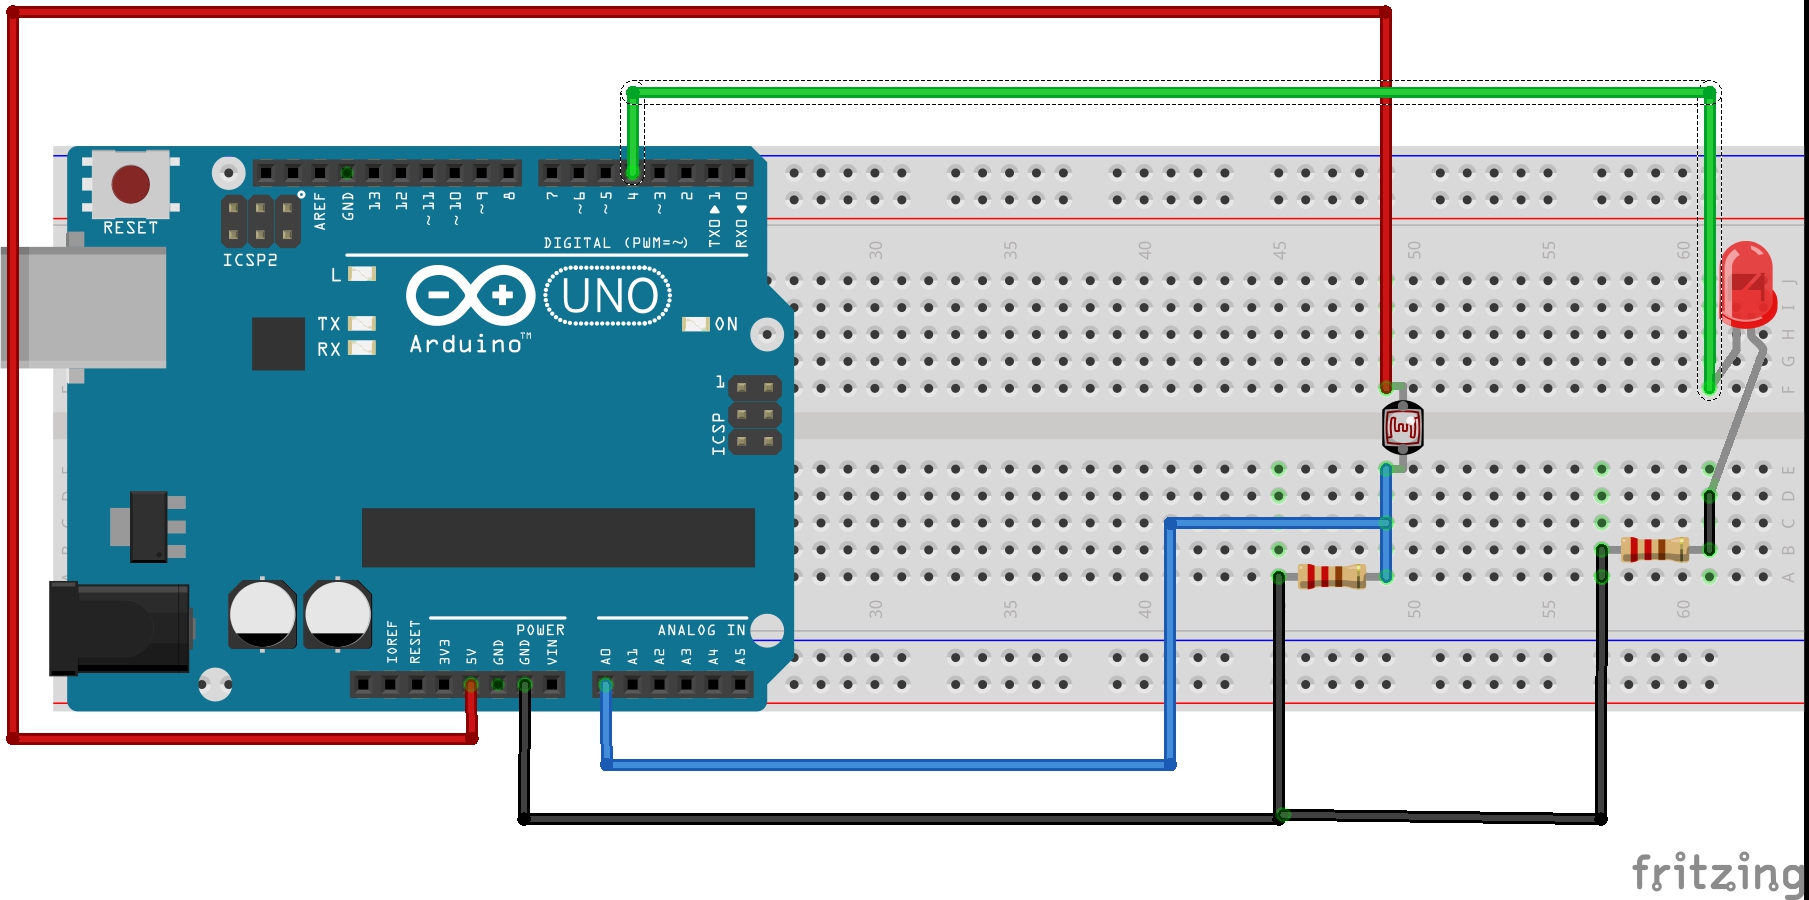 RESET
ICSP2
AREF
GND
13
12
~11
~10
~9
8
7
~6
~5
4
~3
2
TX0▶1
RX0◀0
DIGITAL (PWM=~)
L
TX
RX
UNO
Arduino™
ON
1
ICSP
30
35
40
45
50
55
60
J
I
H
G
F
E
D
C
B
A
30
35
40
45
50
55
60
POWER
ANALOG IN
IOREF
RESET
3V3
5V
GND
GND
VIN
A0
A1
A2
A3
A4
A5
fritzing